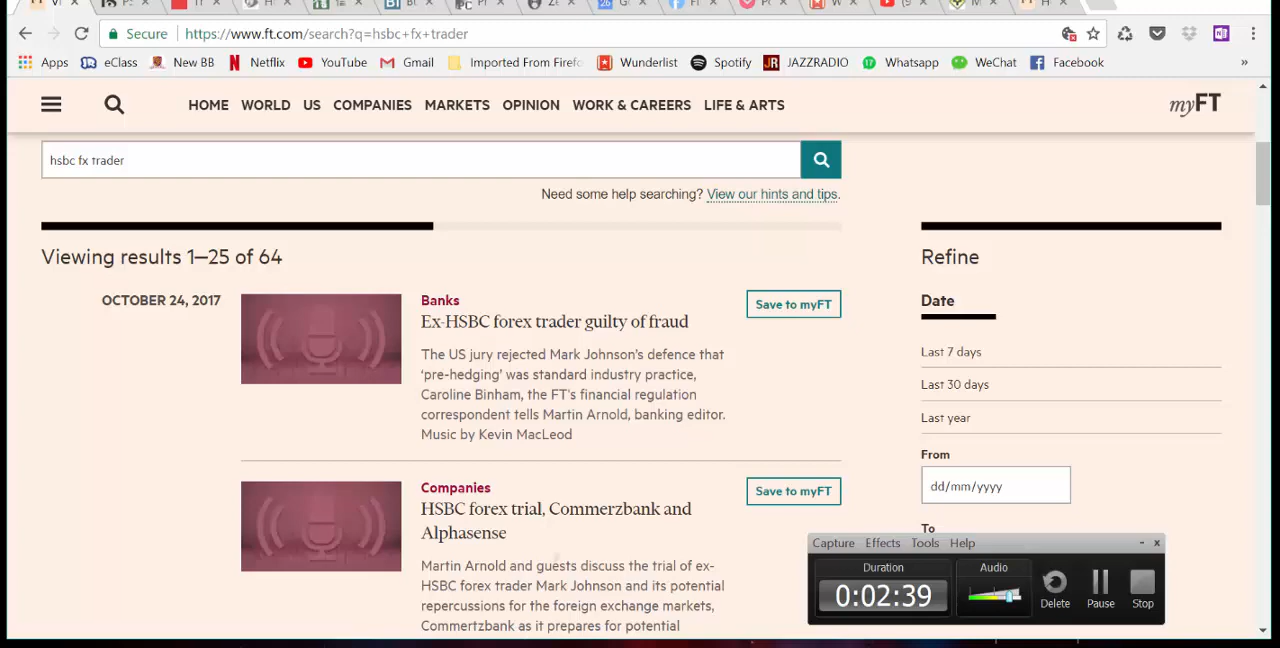 Secure https://www.ft.com/search?q=hsbc+fx+trader
Apps eClass New BB Netflix YouTube Gmail Imported From Firefo Wunderlist Spotify JAZZRADIO Whatsapp WeChat Facebook »
HOME WORLD US COMPANIES MARKETS OPINION WORK & CAREERS LIFE & ARTS myFT
hsbc fx trader
Need some help searching? View our hints and tips.
Viewing results 1—25 of 64
Refine
OCTOBER 24, 2017
Banks
Save to myFT
Ex-HSBC forex trader guilty of fraud
The US jury rejected Mark Johnson's defence that
'pre-hedging' was standard industry practice,
Caroline Binham, the FT's financial regulation
correspondent tells Martin Arnold, banking editor.
Music by Kevin MacLeod
Date
Last 7 days
Last 30 days
Last year
From
dd/mm/yyyy
To
Companies
Save to myFT
HSBC forex trial, Commerzbank and
Alphasense
Martin Arnold and guests discuss the trial of ex-
HSBC forex trader Mark Johnson and its potential
repercussions for the foreign exchange markets,
Commertzbank as it prepares for potential
Capture Effects Tools Help
Duration
0:02:39
Audio
Delete
Pause
Stop